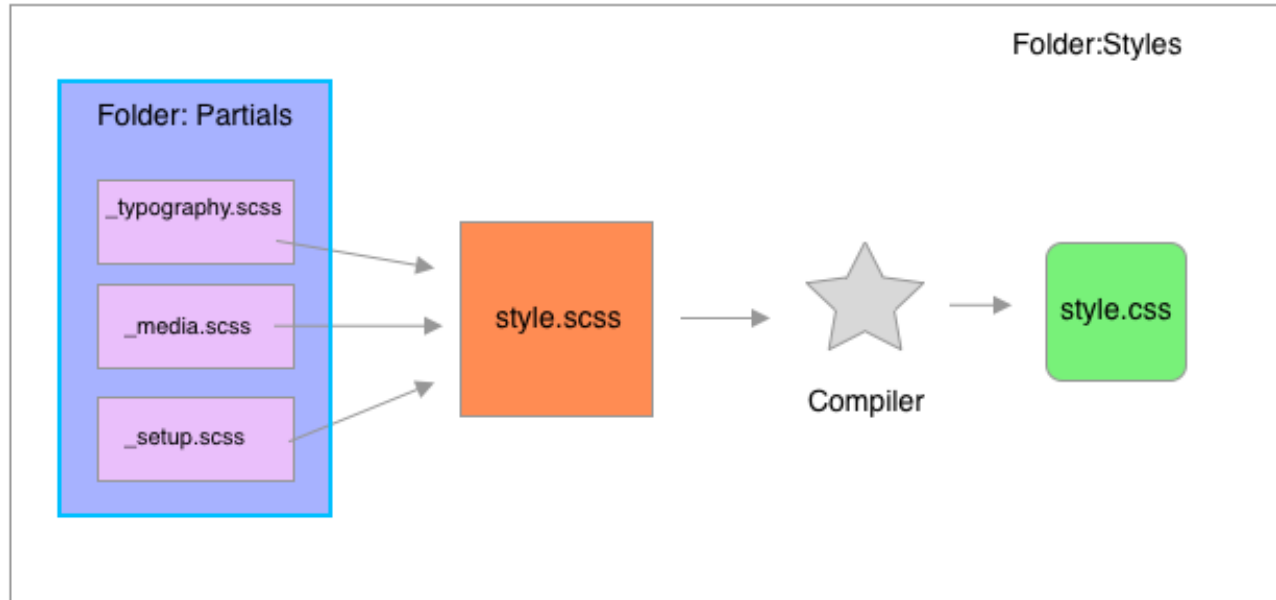 Folder:Styles
Folder: Partials
_typography.scss
_media.scss
_setup.scss
style.scss
Compiler
style.css